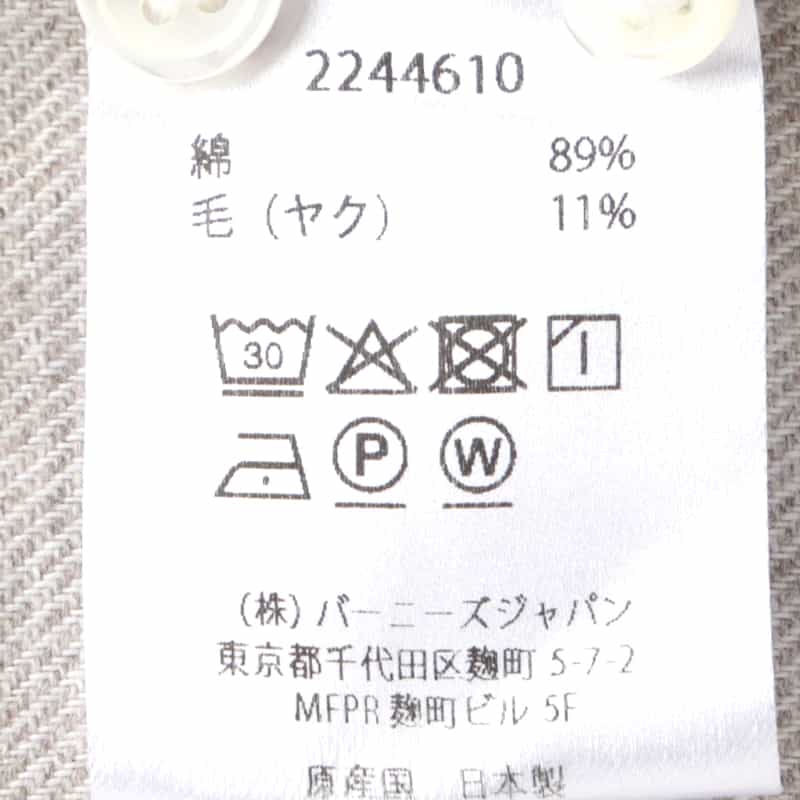 2244610
綿 89%
毛 (ヤク) 11%
30
P W
(株) バーニーズジャパン
東京都千代田区麹町 5-7-2
MFPR 麹町ビル 5F
原産国 日本製